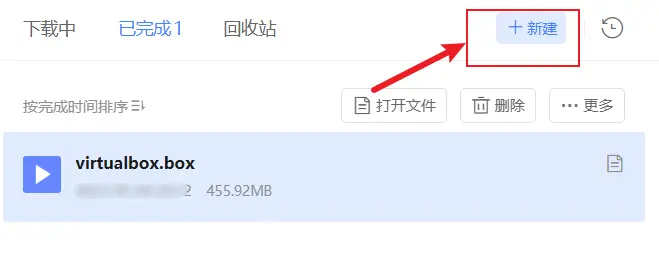 下载中 已完成 1 回收站 + 新建
按完成时间排序 打开文件 删除 ··· 更多
virtualbox.box
2 455.92MB